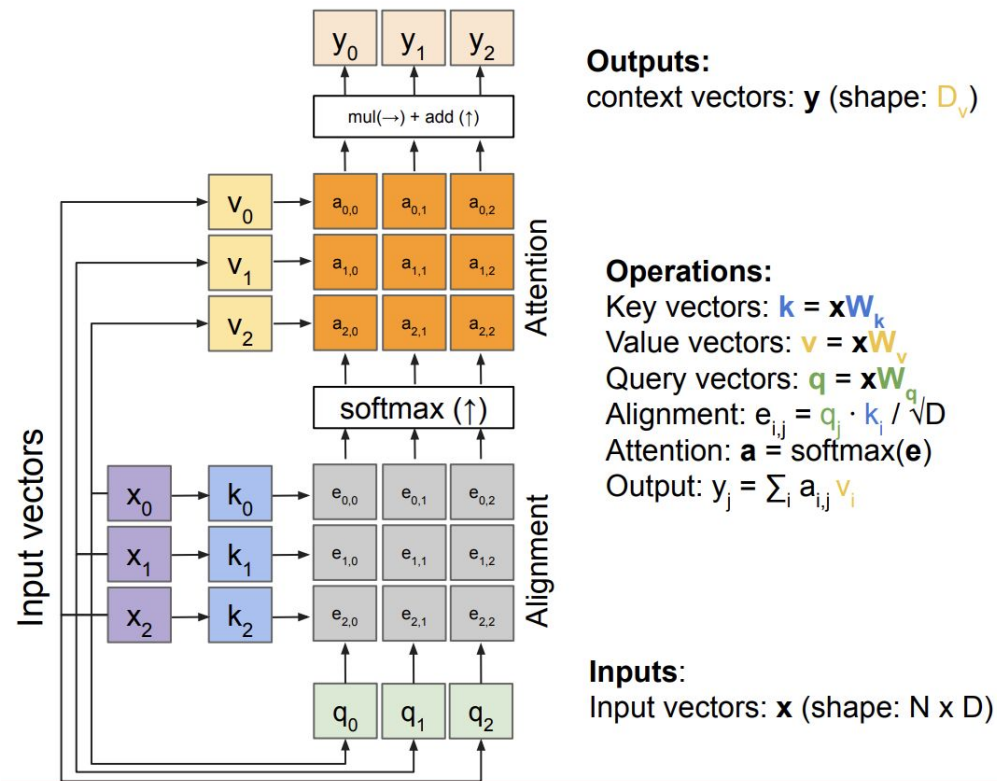 y0 y1 y2
mul(→) + add (↑)
v0 a0,0 a0,1 a0,2
v1 a1,0 a1,1 a1,2
v2 a2,0 a2,1 a2,2
Attention
softmax (↑)
Input vectors
x0 k0 e0,0 e0,1 e0,2
x1 k1 e1,0 e1,1 e1,2
x2 k2 e2,0 e2,1 e2,2
Alignment
q0 q1 q2
Outputs:
context vectors: y (shape: Dv)
Operations:
Key vectors: k = xWk
Value vectors: v = xWv
Query vectors: q = xWq
Alignment: ei,j = qj · ki / √D
Attention: a = softmax(e)
Output: yj = ∑i ai,j vi
Inputs:
Input vectors: x (shape: N x D)